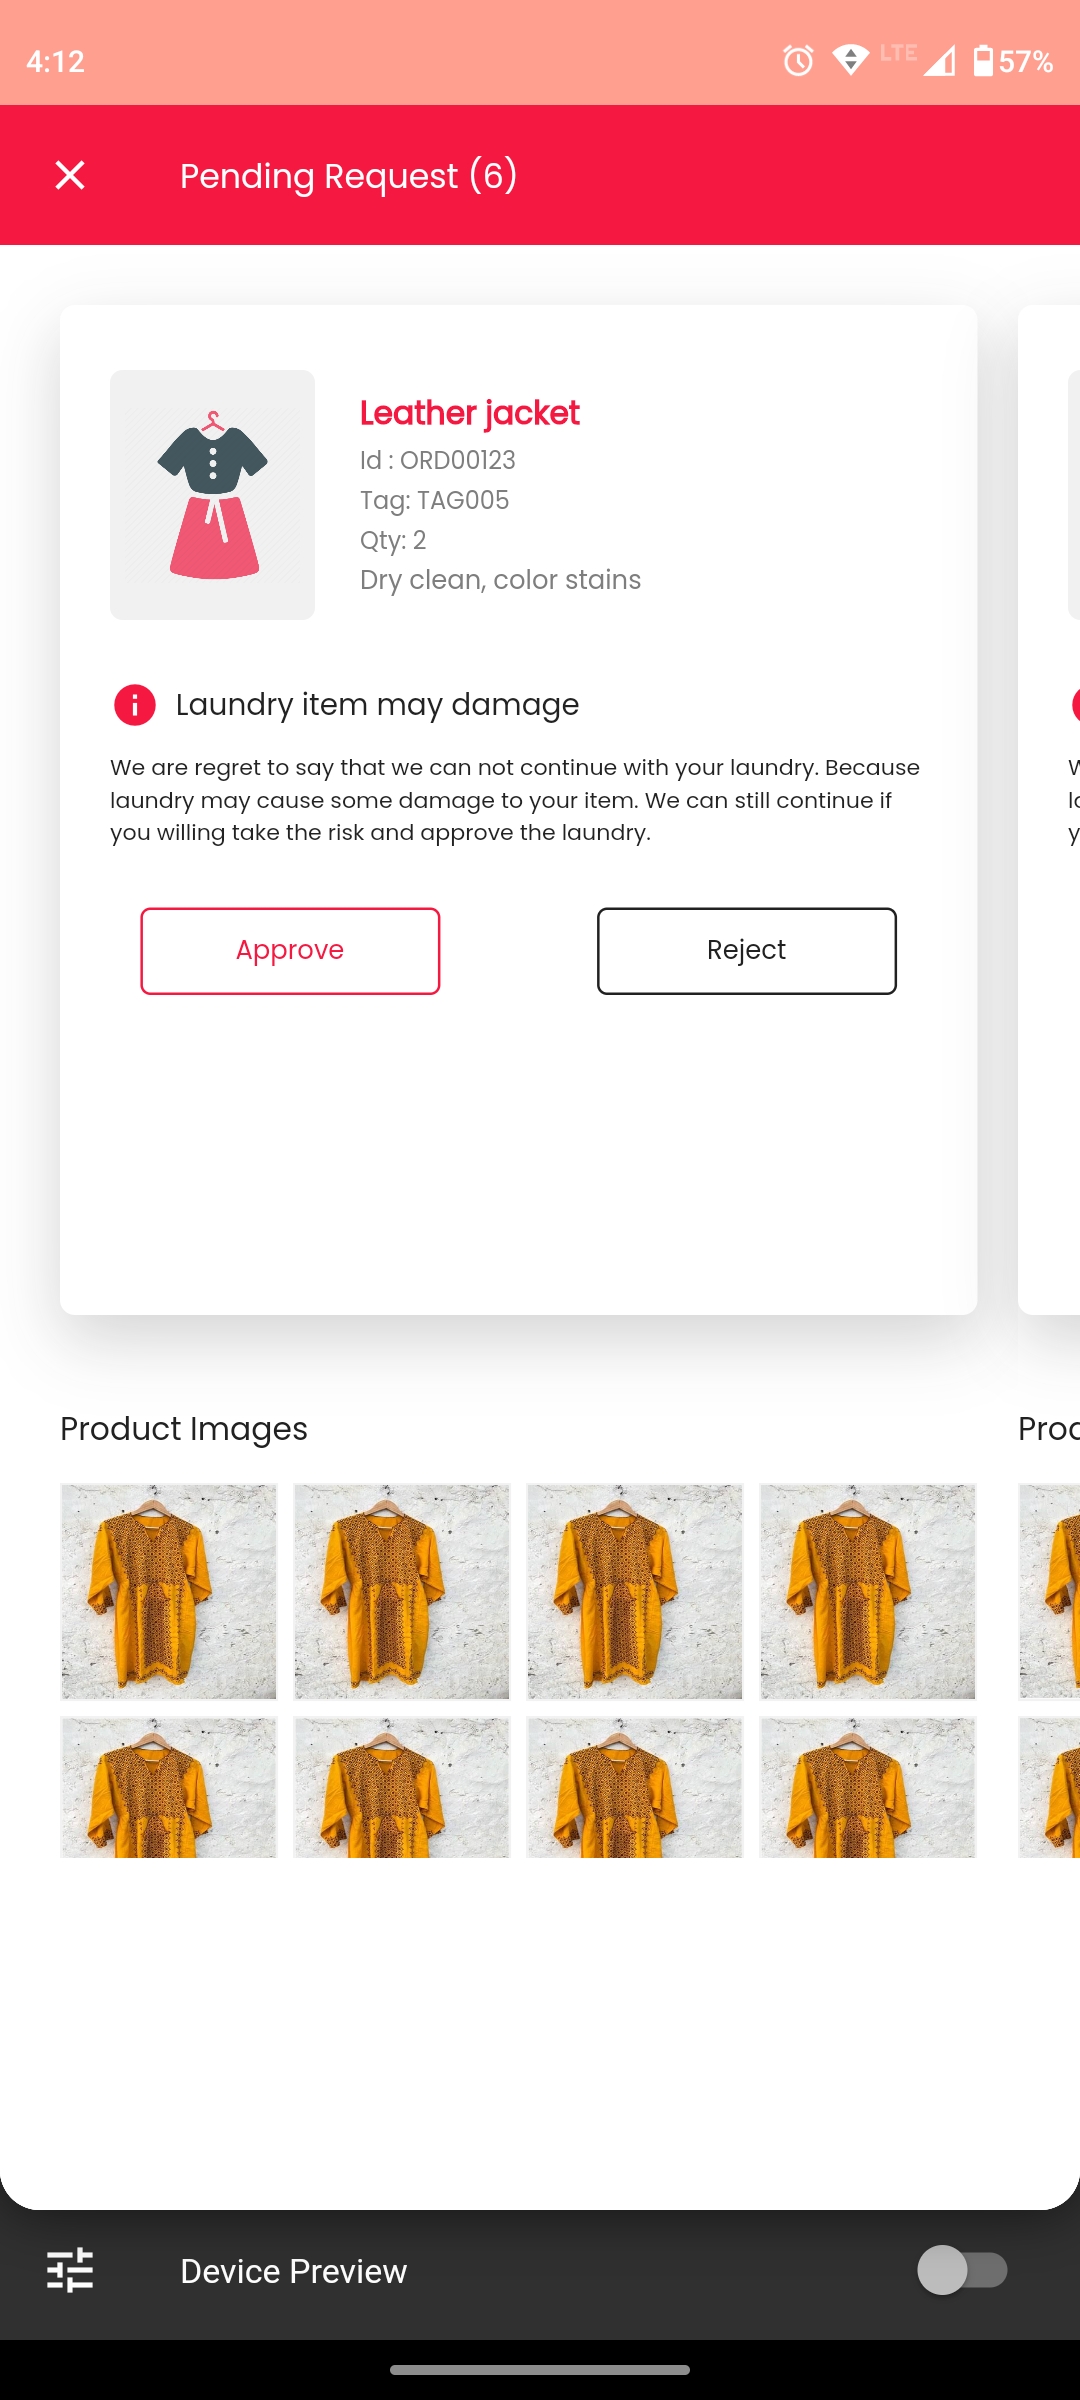 4:12
LTE 57%
Pending Request (6)
Leather jacket
Id : ORD00123
Tag: TAG005
Qty: 2
Dry clean, color stains
Laundry item may damage
We are regret to say that we can not continue with your laundry. Because
laundry may cause some damage to your item. We can still continue if
you willing take the risk and approve the laundry.
Approve
Reject
Product Images
Device Preview